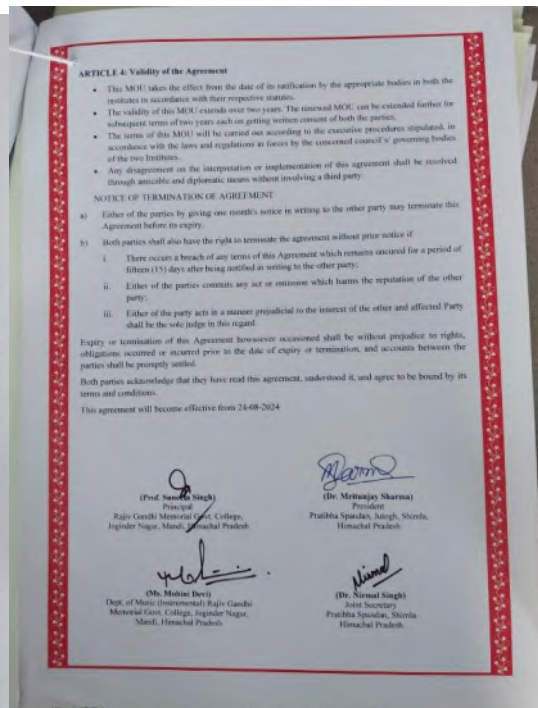 ARTICLE 4: Validity of the Agreement
• This MOU takes the effect from the date of its ratification by the appropriate bodies in both the
institutes in accordance with their respective statutes.
• The validity of this MOU extends over two years. The renewed MOU can be extended further for
subsequent terms of two years each on getting written consent of both the parties.
• The terms of this MOU will be carried out according to the executive procedures stipulated, in
accordance with the laws and regulations in forces by the concerned council's/ governing bodies
of the two Institutes.
• Any disagreement on the interpretation or implementation of this agreement shall be resolved
through amicable and diplomatic means without involving a third party.
NOTICE OF TERMINATION OF AGREEMENT
a) Either of the parties by giving one month's notice in writing to the other party may terminate this
Agreement before its expiry.
b) Both parties shall also have the right to terminate the agreement without prior notice if
i. There occurs a breach of any terms of this Agreement which remains uncured for a period of
fifteen (15) days after being notified in writing to the other party;
ii. Either of the parties commits any act or omission which harms the reputation of the other
party;
iii. Either of the party acts in a manner prejudicial to the interest of the other and effected Party
shall be the sole judge in this regard.
Expiry or termination of this Agreement howsoever occasioned shall be without prejudice to rights,
obligations occurred or incurred prior to the date of expiry or termination, and accounts between the
parties shall be promptly settled.
Both parties acknowledge that they have read this agreement, understood it, and agree to be bound by its
terms and conditions.
This agreement will become effective from 24-08-2024
(Prof. Singh)
Principal
Rajiv Gandhi Memorial Govt. College,
Joginder Nagar, Mandi, Himachal Pradesh
(Dr. Mritunjay Sharma)
President
Pratibha Spandan, Jutogh, Shimla,
Himachal Pradesh
(Ms. Mohini Devi)
Dept. of Music (Instrumental) Rajiv Gandhi
Memorial Govt. College, Joginder Nagar,
Mandi, Himachal Pradesh
Nirmal
(Dr. Nirmal Singh)
Joint Secretary
Pratibha Spandan, Shimla
Himachal Pradesh